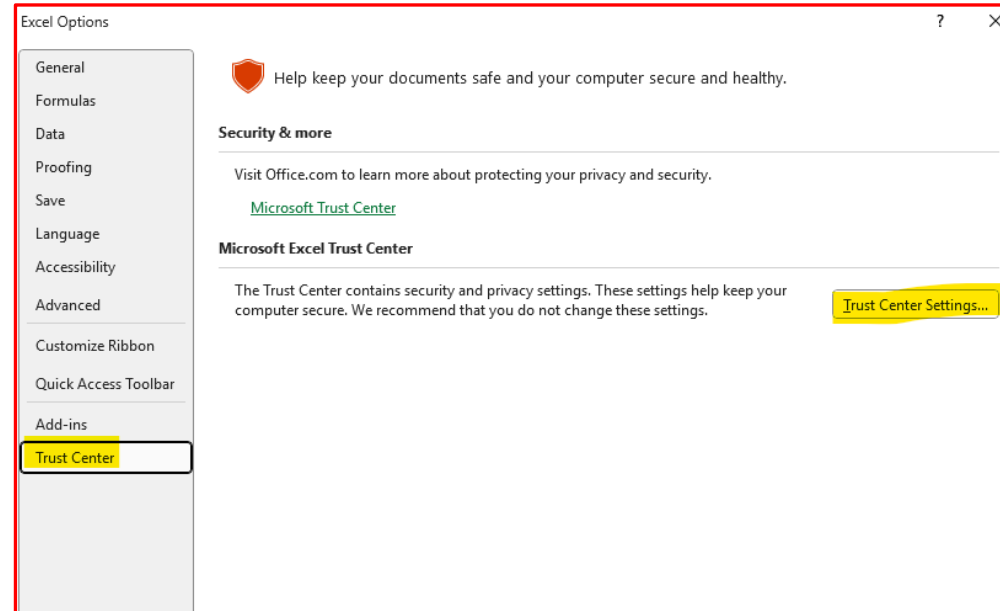 Excel Options
?
General
Formulas
Data
Proofing
Save
Language
Accessibility
Advanced
Customize Ribbon
Quick Access Toolbar
Add-ins
Trust Center
Help keep your documents safe and your computer secure and healthy.
Security & more
Visit Office.com to learn more about protecting your privacy and security.
Microsoft Trust Center
Microsoft Excel Trust Center
The Trust Center contains security and privacy settings. These settings help keep your
computer secure. We recommend that you do not change these settings.
Trust Center Settings...